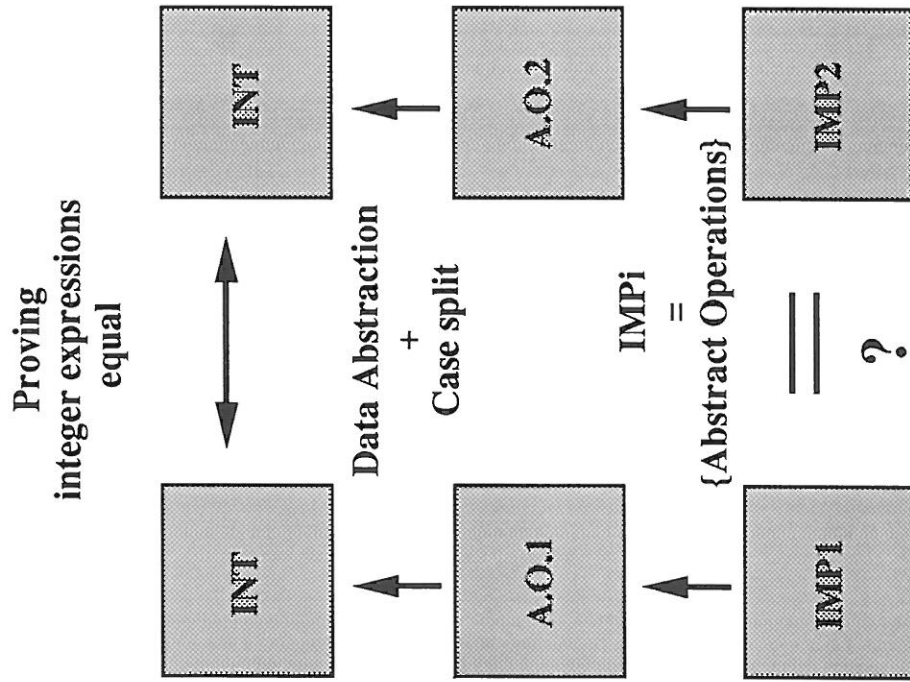 Proving
integer expressions
equal
INT
INT
Data Abstraction
+
Case split
A.O.1
A.O.2
IMPi
=
{Abstract Operations}
IMP1
=
?
IMP2